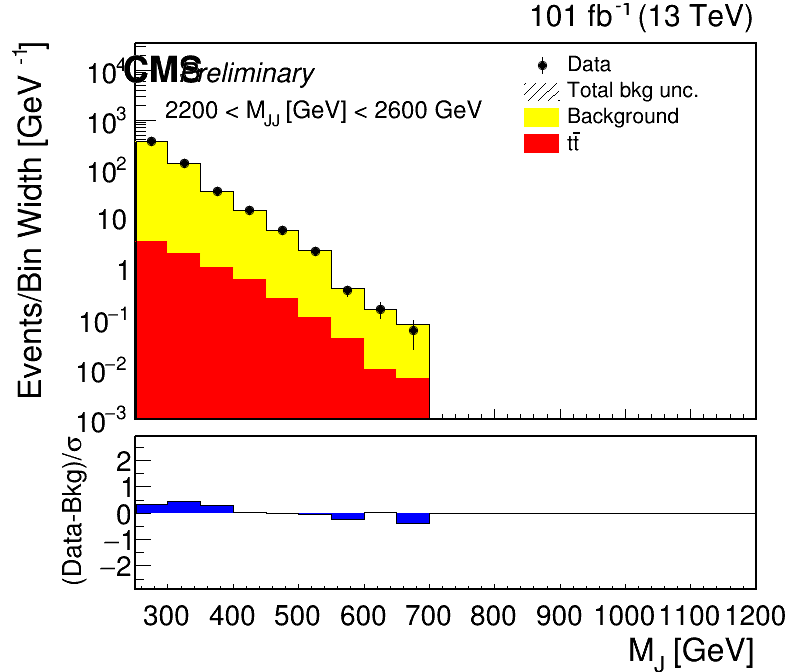 101 fb⁻¹ (13 TeV)
CMS Preliminary
2200 < M_JJ [GeV] < 2600 GeV
Data
Total bkg unc.
Background
tt̄
Events/Bin Width [GeV⁻¹]
10⁴
10³
10²
10
1
10⁻¹
10⁻²
10⁻³
(Data-Bkg)/σ
2
1
0
−1
−2
300 400 500 600 700 800 900 1000 1100 1200
M_J [GeV]